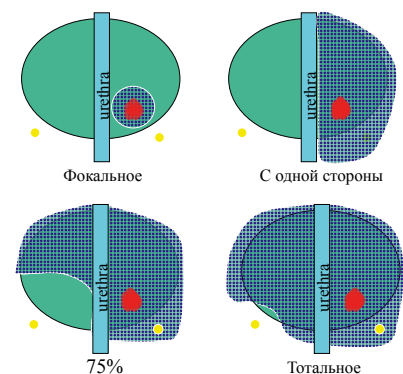 urethra
urethra
Фокальное
С одной стороны
urethra
urethra
75%
Тотальное